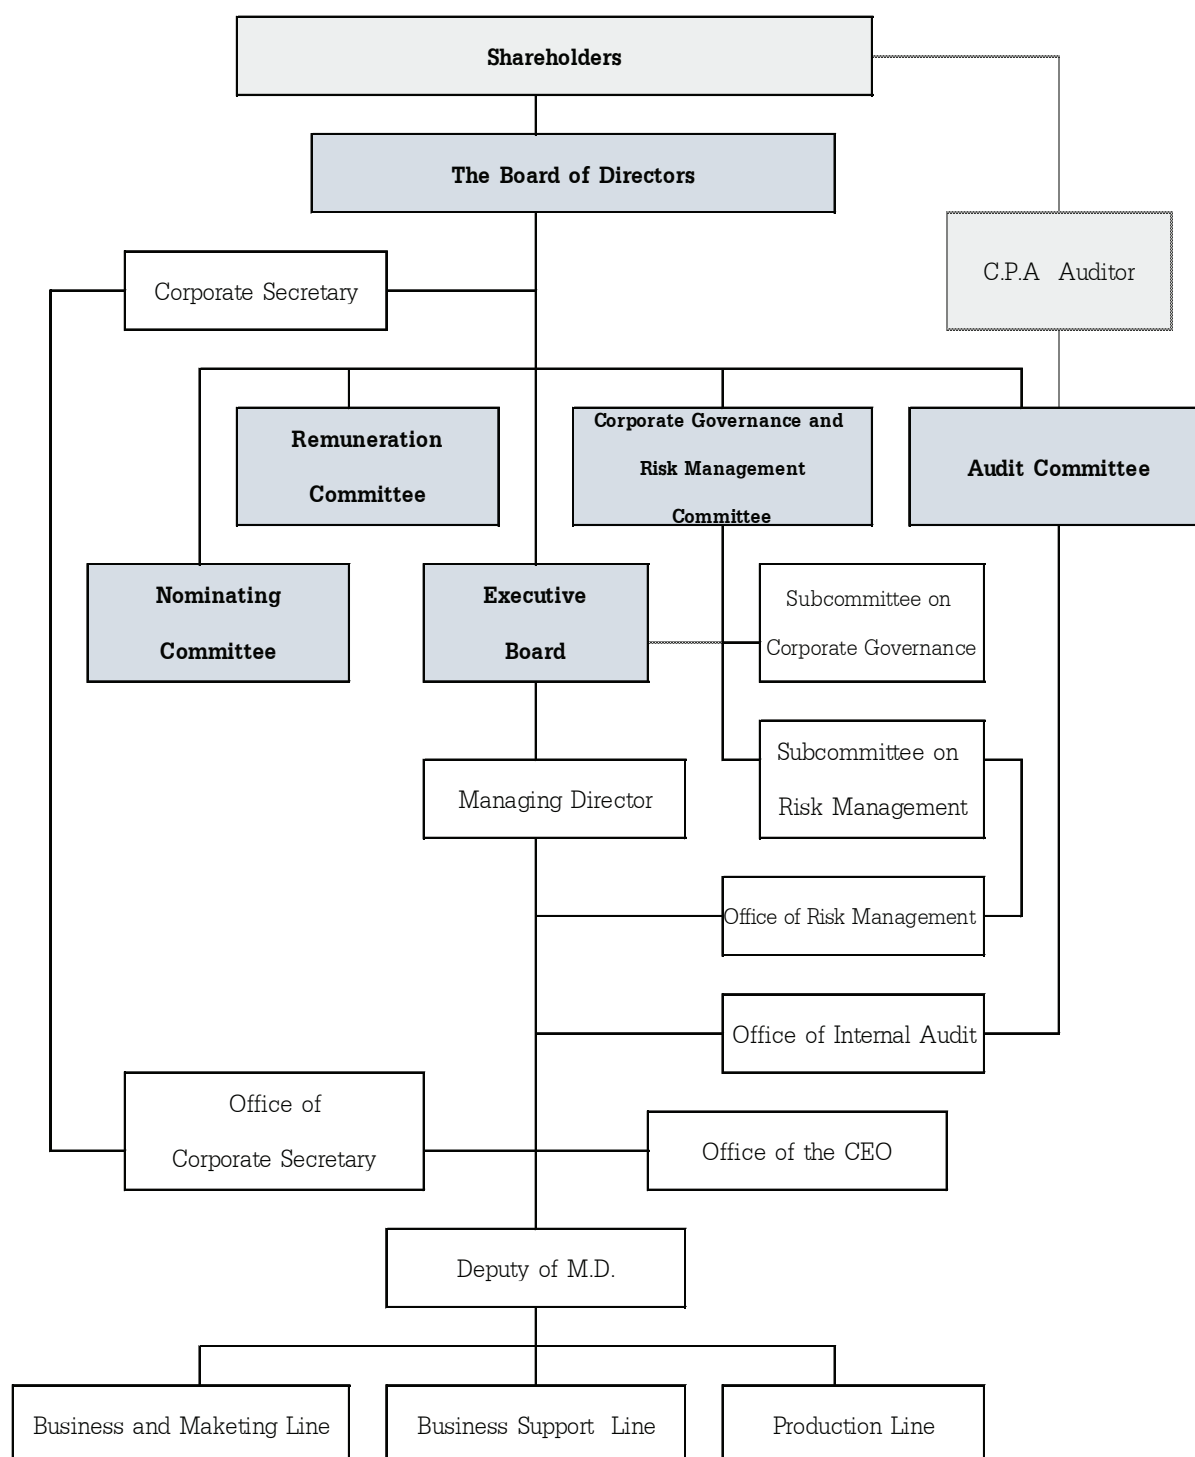 Shareholders
The Board of Directors
C.P.A Auditor
Corporate Secretary
Remuneration
Committee
Corporate Governance and
Risk Management
Committee
Audit Committee
Nominating
Committee
Executive
Board
Subcommittee on
Corporate Governance
Subcommittee on
Risk Management
Managing Director
Office of Risk Management
Office of Internal Audit
Office of
Corporate Secretary
Office of the CEO
Deputy of M.D.
Business and Maketing Line
Business Support Line
Production Line